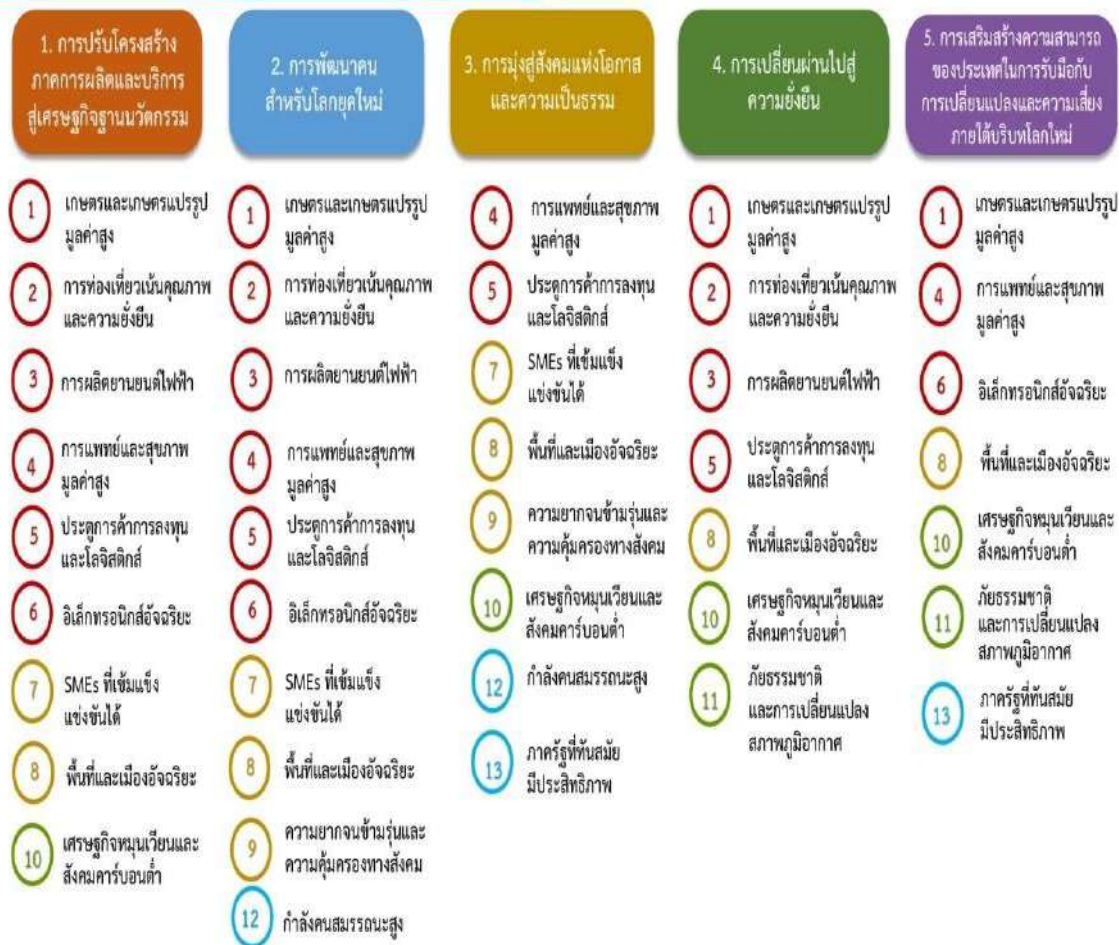 1. การปรับโครงสร้าง
ภาคการผลิตและบริการ
สู่เศรษฐกิจฐานนวัตกรรม
1
เกษตรและเกษตรแปรรูป
มูลค่าสูง
2
การท่องเที่ยวเน้นคุณภาพ
และความยั่งยืน
3
การผลิตยานยนต์ไฟฟ้า
4
การแพทย์และสุขภาพ
มูลค่าสูง
5
ประตูการค้าการลงทุน
และโลจิสติกส์
6
อิเล็กทรอนิกส์อัจฉริยะ
7
SMEs ที่เข้มแข็ง
แข่งขันได้
8
พื้นที่และเมืองอัจฉริยะ
10
เศรษฐกิจหมุนเวียนและ
สังคมคาร์บอนต่ำ
2. การพัฒนาคน
สำหรับโลกยุคใหม่
1
เกษตรและเกษตรแปรรูป
มูลค่าสูง
2
การท่องเที่ยวเน้นคุณภาพ
และความยั่งยืน
3
การผลิตยานยนต์ไฟฟ้า
4
การแพทย์และสุขภาพ
มูลค่าสูง
5
ประตูการค้าการลงทุน
และโลจิสติกส์
6
อิเล็กทรอนิกส์อัจฉริยะ
7
SMEs ที่เข้มแข็ง
แข่งขันได้
8
พื้นที่และเมืองอัจฉริยะ
9
ความยากจนข้ามรุ่นและ
ความคุ้มครองทางสังคม
12
กำลังคนสมรรถนะสูง
3. การมุ่งสู่สังคมแห่งโอกาส
และความเป็นธรรม
4
การแพทย์และสุขภาพ
มูลค่าสูง
5
ประตูการค้าการลงทุน
และโลจิสติกส์
7
SMEs ที่เข้มแข็ง
แข่งขันได้
8
พื้นที่และเมืองอัจฉริยะ
9
ความยากจนข้ามรุ่นและ
ความคุ้มครองทางสังคม
10
เศรษฐกิจหมุนเวียนและ
สังคมคาร์บอนต่ำ
12
กำลังคนสมรรถนะสูง
13
ภาครัฐที่ทันสมัย
มีประสิทธิภาพ
4. การเปลี่ยนผ่านไปสู่
ความยั่งยืน
1
เกษตรและเกษตรแปรรูป
มูลค่าสูง
2
การท่องเที่ยวเน้นคุณภาพ
และความยั่งยืน
3
การผลิตยานยนต์ไฟฟ้า
5
ประตูการค้าการลงทุน
และโลจิสติกส์
8
พื้นที่และเมืองอัจฉริยะ
10
เศรษฐกิจหมุนเวียนและ
สังคมคาร์บอนต่ำ
11
ภัยธรรมชาติ
และการเปลี่ยนแปลง
สภาพภูมิอากาศ
5. การเสริมสร้างความสามารถ
ของประเทศในการรับมือกับ
การเปลี่ยนแปลงและความเสี่ยง
ภายใต้บริบทโลกใหม่
1
เกษตรและเกษตรแปรรูป
มูลค่าสูง
4
การแพทย์และสุขภาพ
มูลค่าสูง
6
อิเล็กทรอนิกส์อัจฉริยะ
8
พื้นที่และเมืองอัจฉริยะ
10
เศรษฐกิจหมุนเวียนและ
สังคมคาร์บอนต่ำ
11
ภัยธรรมชาติ
และการเปลี่ยนแปลง
สภาพภูมิอากาศ
13
ภาครัฐที่ทันสมัย
มีประสิทธิภาพ